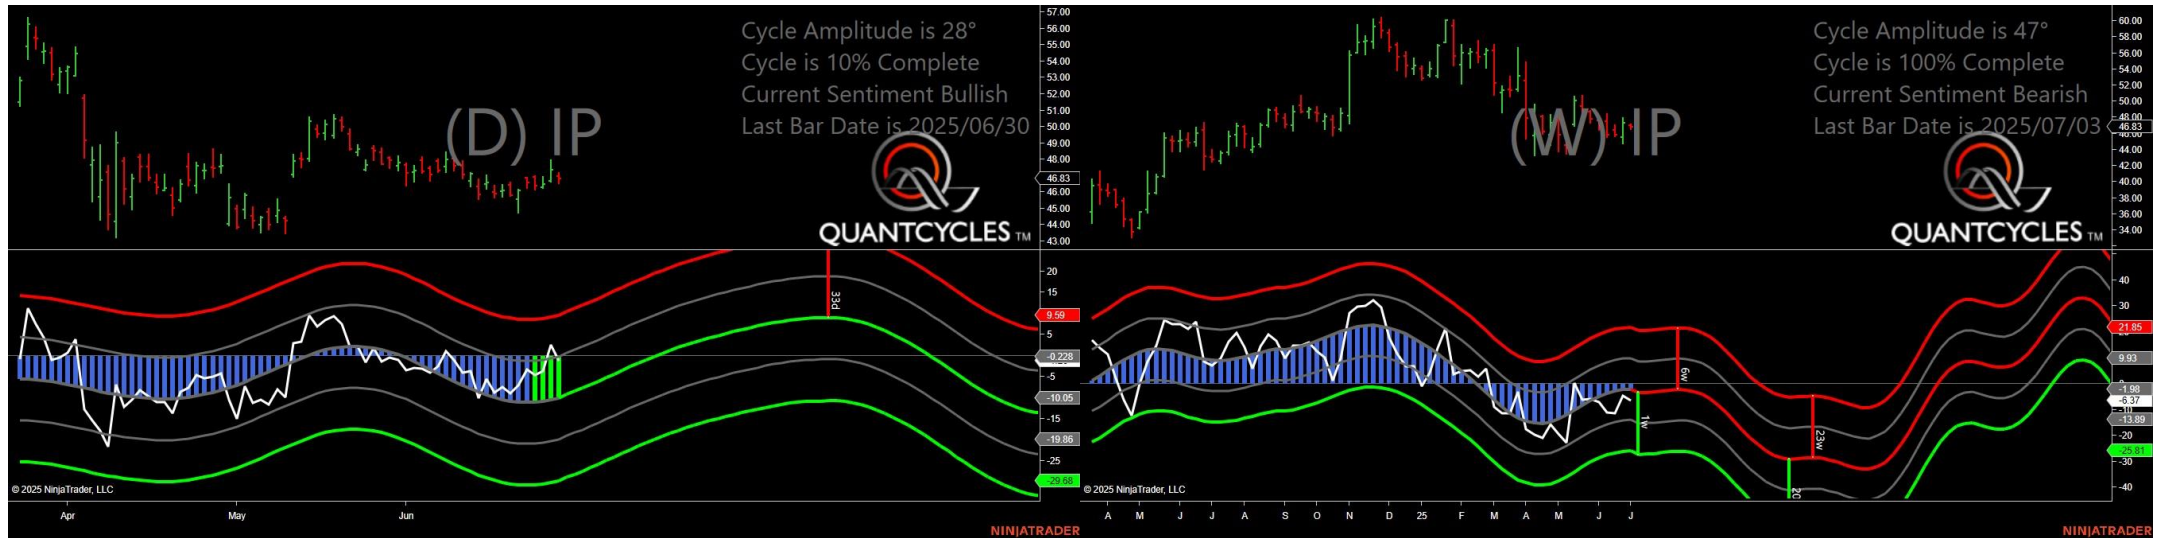 Cycle Amplitude is 28°
Cycle is 10% Complete
Current Sentiment Bullish
Last Bar Date is 2025/06/30
(D) IP
QUANTCYCLES TM
57.00
56.00
55.00
54.00
53.00
52.00
51.00
50.00
49.00
48.00
46.83
46.00
45.00
44.00
43.00
20
15
9.59
5
-0.228
-5
-10.05
-15
-19.86
-25
-29.68
33d
© 2025 NinjaTrader, LLC
Apr May Jun
NINJATRADER
Cycle Amplitude is 47°
Cycle is 100% Complete
Current Sentiment Bearish
Last Bar Date is 2025/07/03
(W) IP
QUANTCYCLES TM
60.00
58.00
56.00
54.00
52.00
50.00
48.00
46.83
44.00
42.00
40.00
38.00
36.00
34.00
40
30
21.85
9.93
-1.98
-6.37
-10
-13.89
-20
-25.81
-30
-40
1w
6w
23w
© 2025 NinjaTrader, LLC
A M J J A S O N D 25 F M A M J J
NINJATRADER